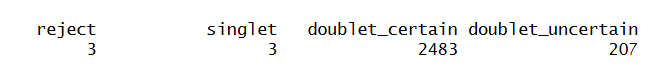 reject singlet doublet_certain doublet_uncertain
3 3 2483 207